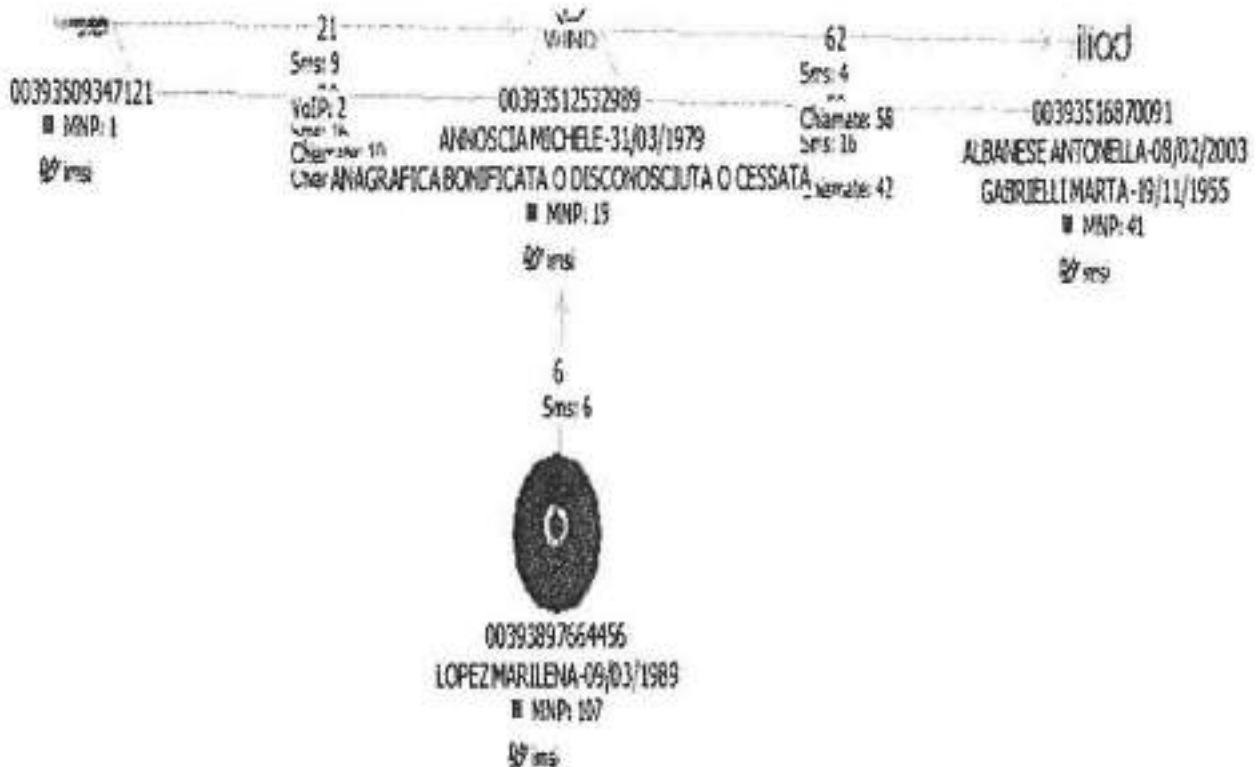 21
WIND
62
iliad
Sms: 9
Sms: 4
00393509347121
00393512532989
00393516870091
MNP: 1
VoIP: 2
Chiamate: 58
ANNOSCIA MICHELE-31/03/1979
Sms: 16
ALBANESE ANTONELLA-08/02/2003
imsi
ANAGRAFICA BONIFICATA O DISCONOSCIUTA O CESSATA
GABRIELLI MARTA-19/11/1955
MNP: 19
MNP: 41
imsi
imsi
6
Sms: 6
00393897664456
LOPEZ MARILENA-09/03/1989
MNP: 107
imsi